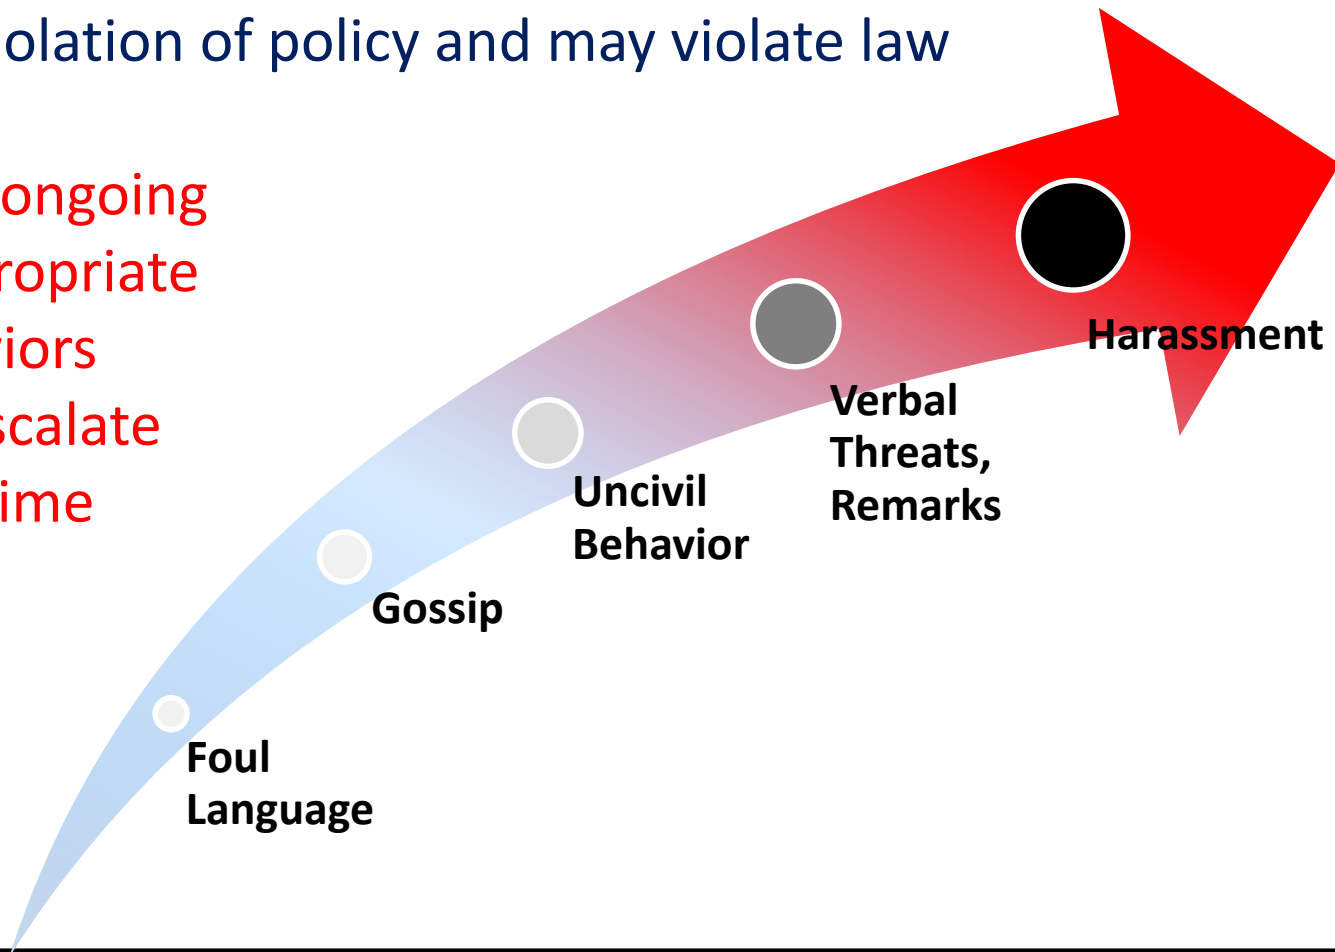 olation of policy and may violate law
ongoing
ropriate
riors
scalate
ime
Harassment
Verbal
Threats,
Remarks
Uncivil
Behavior
Gossip
Foul
Language